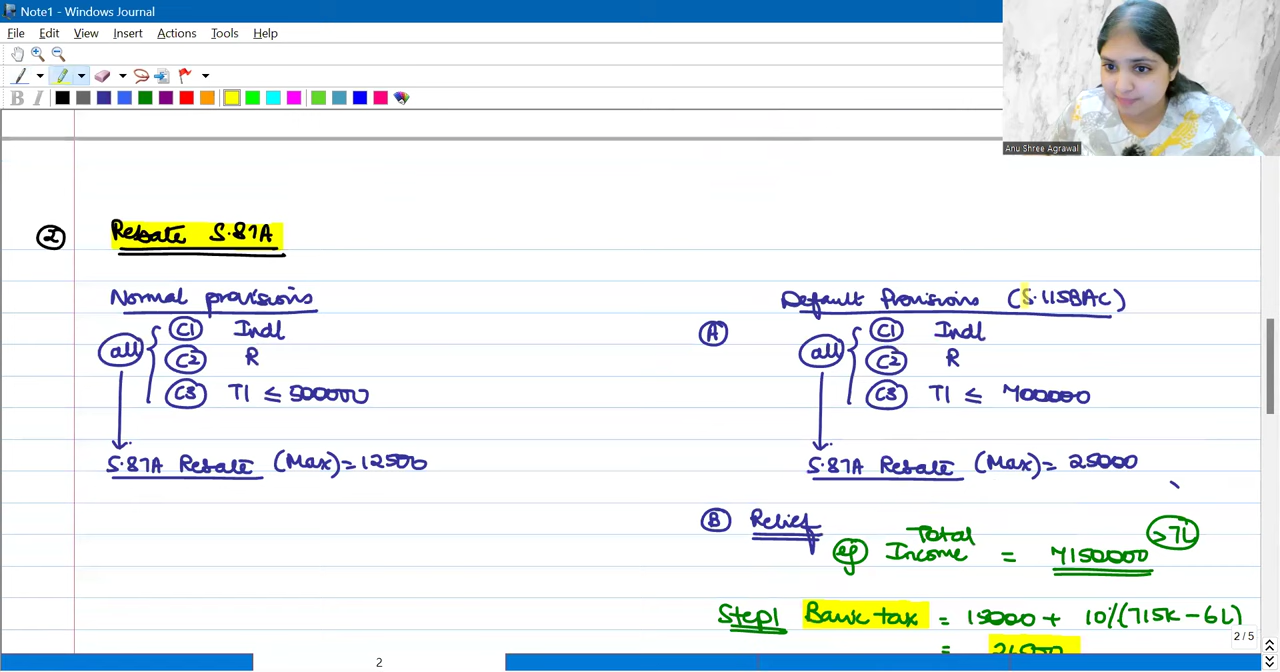 Note1 - Windows Journal
File Edit View Insert Actions Tools Help
B I
Anu Shree Agrawal
2 Rebate S.87A
Normal provisions
all
C1 Indl
C2 R
C3 TI ≤ 500000
S.87A Rebate (Max) = 12500
Default Provisions (S.115BAC)
A
all
C1 Indl
C2 R
C3 TI ≤ 700000
S.87A Rebate (Max) = 25000
B Relief
eg Total Income = 7150000 >7L
Step1 Basic tax = 15000 + 10%(715K - 6L)
= 26500
2 / 5
2